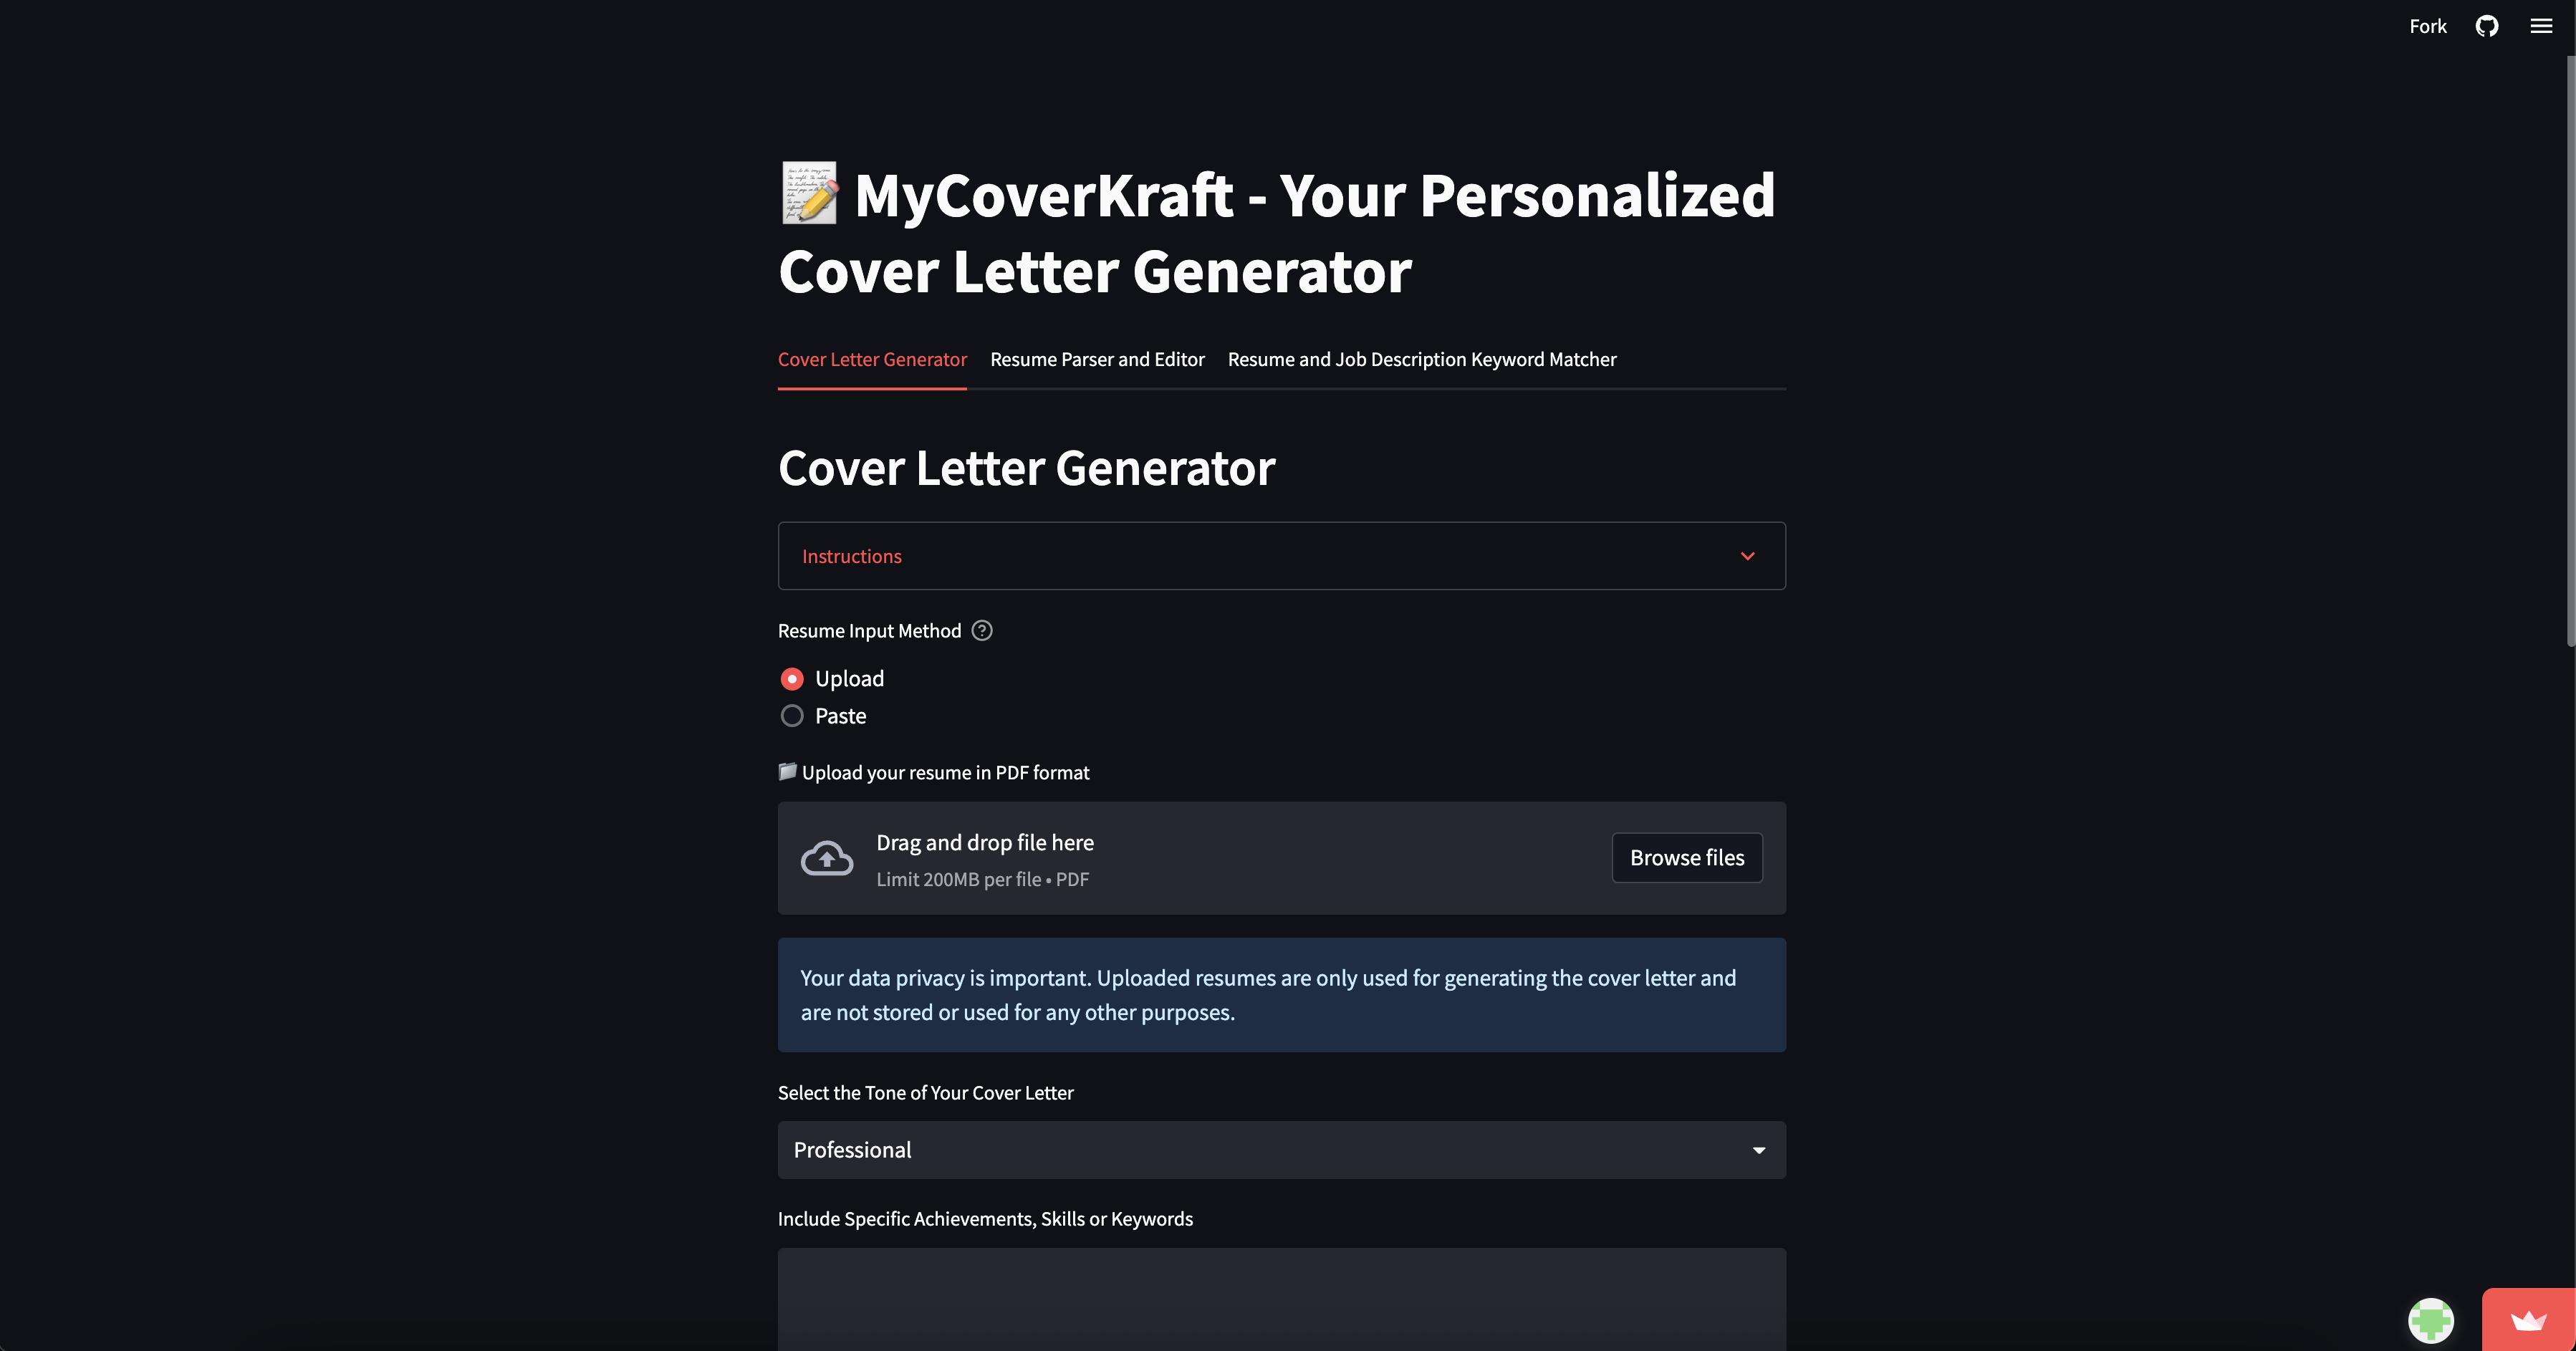 Fork
MyCoverKraft - Your Personalized
Cover Letter Generator
Cover Letter Generator
Resume Parser and Editor
Resume and Job Description Keyword Matcher
Cover Letter Generator
Instructions
Resume Input Method
Upload
Paste
Upload your resume in PDF format
Drag and drop file here
Limit 200MB per file • PDF
Browse files
Your data privacy is important. Uploaded resumes are only used for generating the cover letter and
are not stored or used for any other purposes.
Select the Tone of Your Cover Letter
Professional
Include Specific Achievements, Skills or Keywords